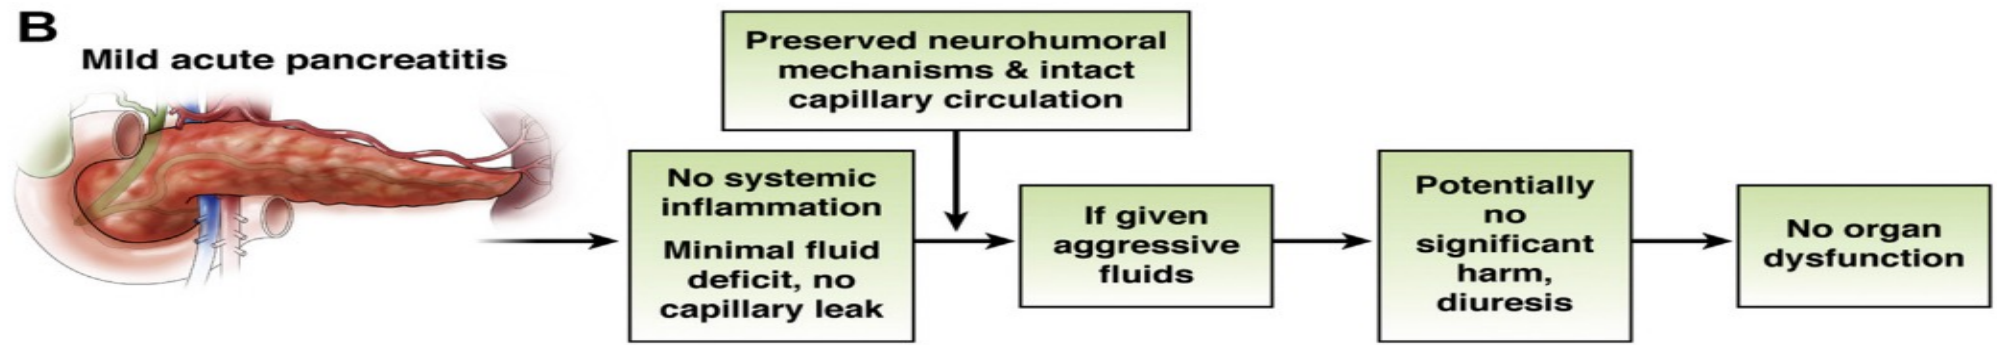 B
Mild acute pancreatitis
Preserved neurohumoral
mechanisms & intact
capillary circulation
No systemic
inflammation
Minimal fluid
deficit, no
capillary leak
If given
aggressive
fluids
Potentially
no
significant
harm,
diuresis
No organ
dysfunction